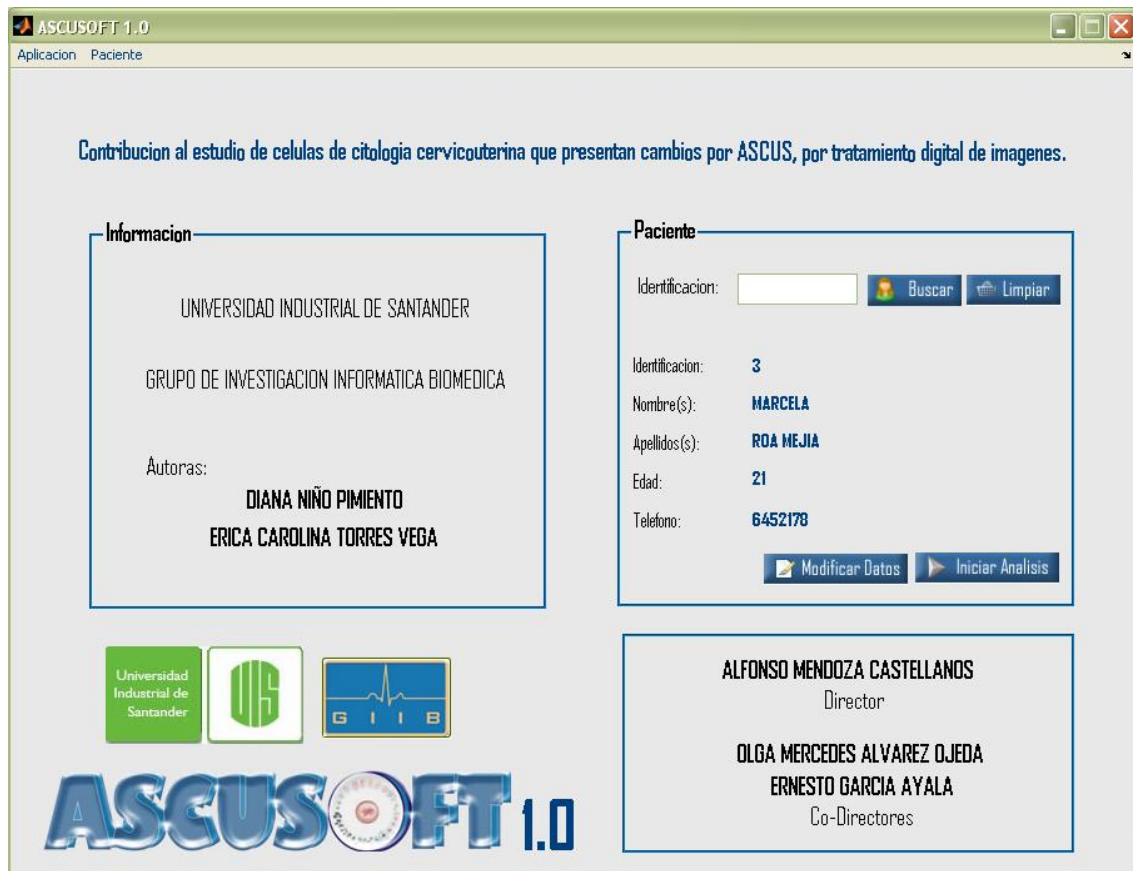 ASCUSOFT 1.0
Aplicacion Paciente
Contribucion al estudio de celulas de citologia cervicouterina que presentan cambios por ASCUS, por tratamiento digital de imagenes.
Informacion
UNIVERSIDAD INDUSTRIAL DE SANTANDER
GRUPO DE INVESTIGACION INFORMATICA BIOMEDICA
Autoras:
DIANA NIÑO PIMIENTO
ERICA CAROLINA TORRES VEGA
Paciente
Identificacion: Buscar Limpiar
Identificacion: 3
Nombre(s): MARCELA
Apellidos(s): ROA MEJIA
Edad: 21
Telefono: 6452178
Modificar Datos Iniciar Analisis
Universidad
Industrial de
Santander
UIS
GIIB
ALFONSO MENDOZA CASTELLANOS
Director
OLGA MERCEDES ALVAREZ OJEDA
ERNESTO GARCIA AYALA
Co-Directores
ASCUSOFT 1.0